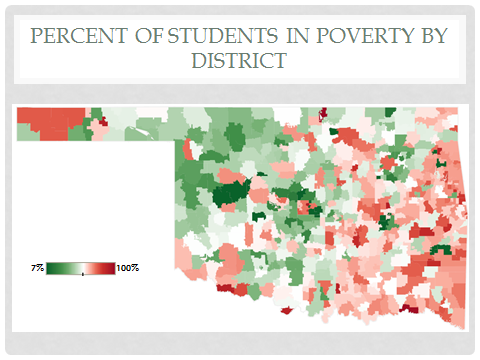 PERCENT OF STUDENTS IN POVERTY BY
DISTRICT
7% 100%